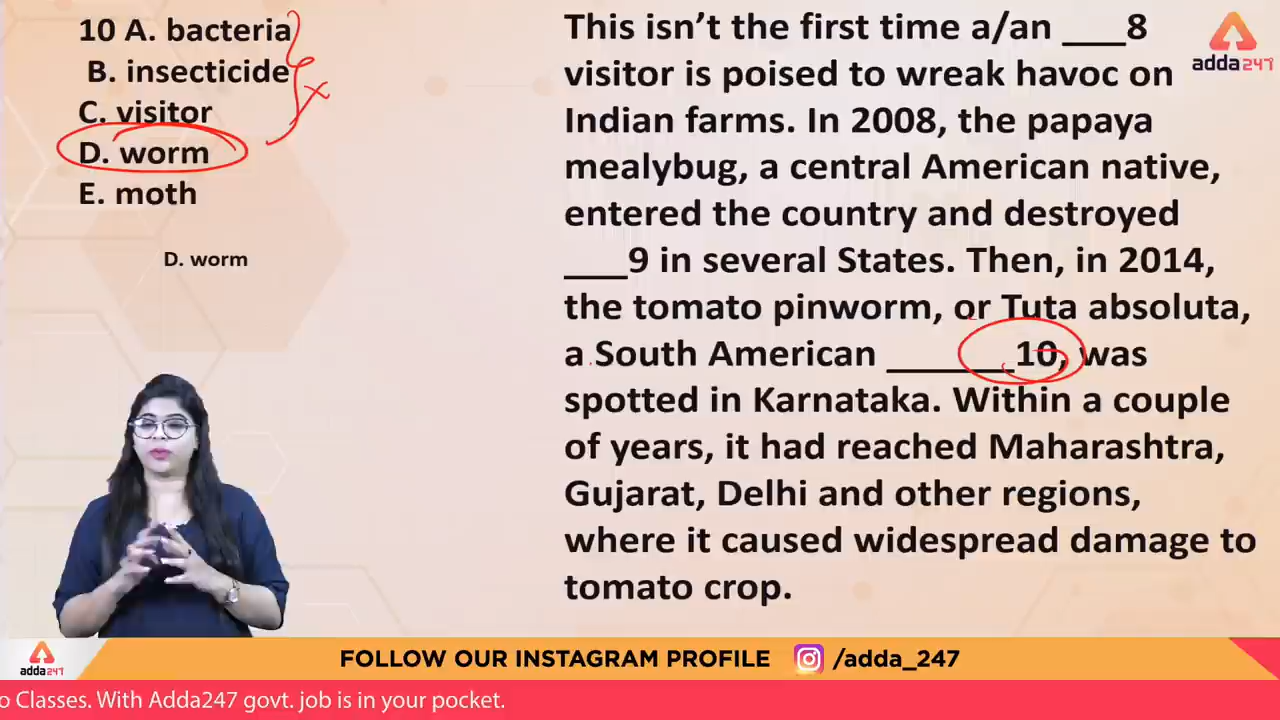 10 A. bacteria
B. insecticide
C. visitor
D. worm
E. moth
D. worm
This isn’t the first time a/an ___8
visitor is poised to wreak havoc on
Indian farms. In 2008, the papaya
mealybug, a central American native,
entered the country and destroyed
___9 in several States. Then, in 2014,
the tomato pinworm, or Tuta absoluta,
a South American ______10, was
spotted in Karnataka. Within a couple
of years, it had reached Maharashtra,
Gujarat, Delhi and other regions,
where it caused widespread damage to
tomato crop.
adda247
adda247
FOLLOW OUR INSTAGRAM PROFILE /adda_247
o Classes. With Adda247 govt. job is in your pocket.